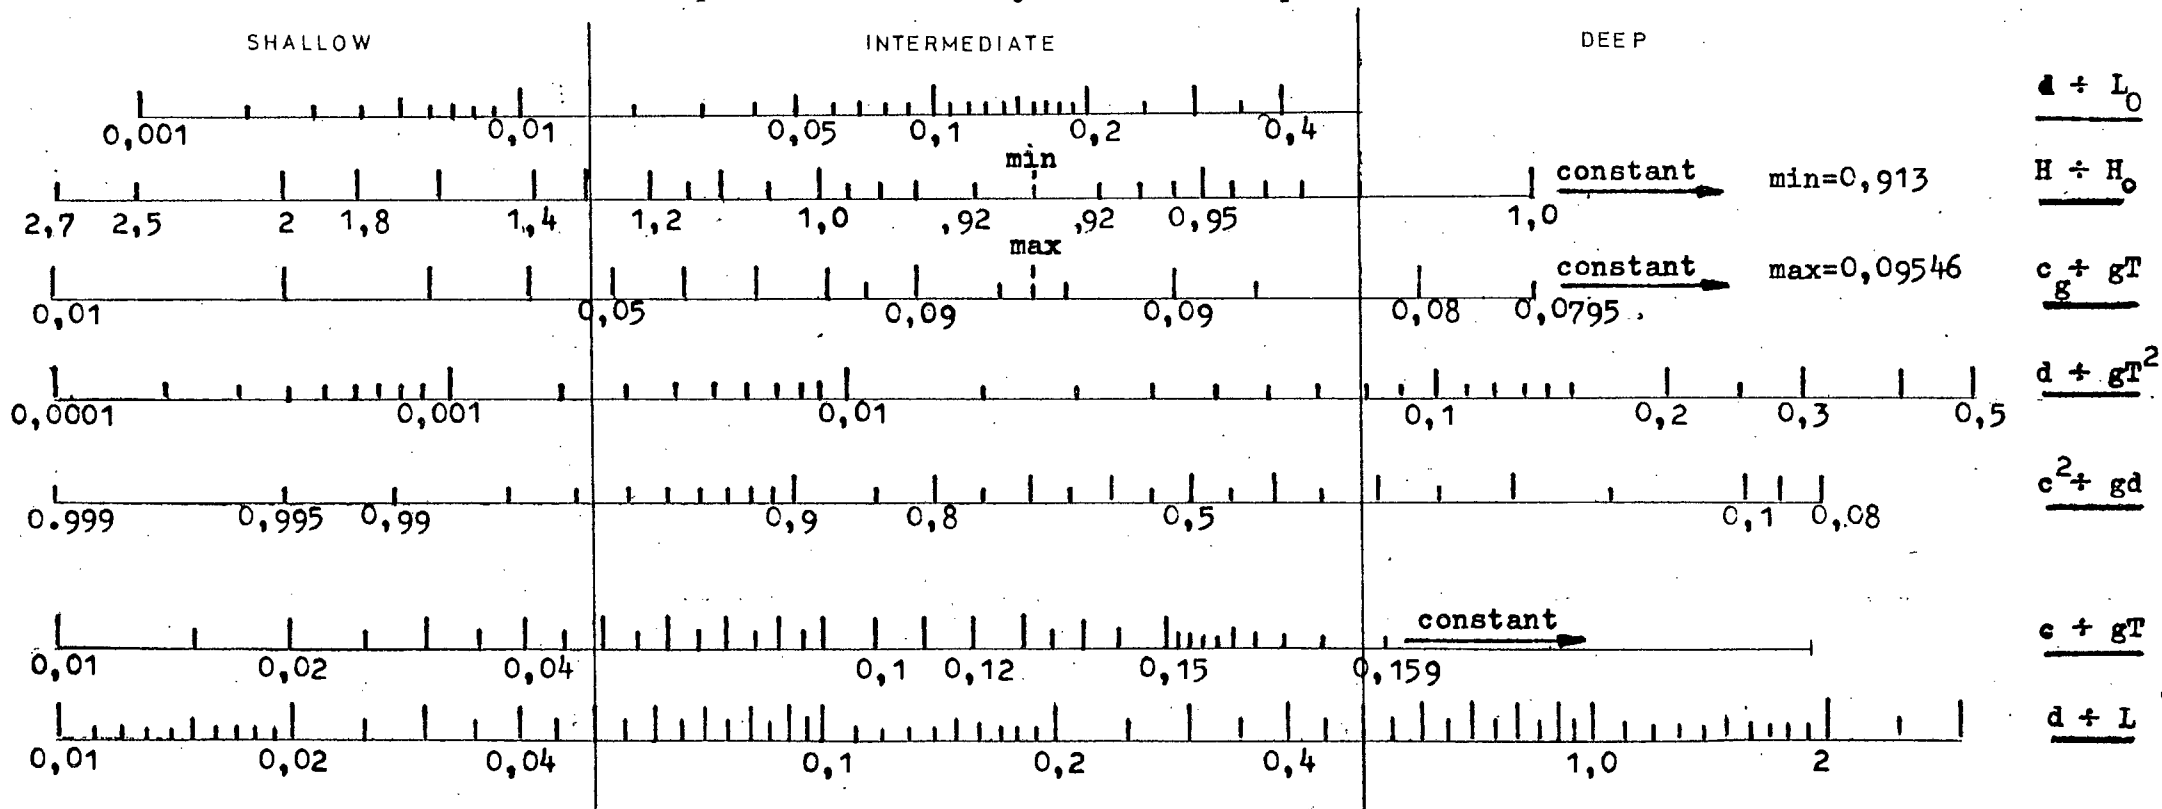 SHALLOW INTERMEDIATE DEEP
d ÷ L₀
0,001 0,01 0,05 0,1 0,2 0,4
min
constant min=0,913 H ÷ H₀
2,7 2,5 2 1,8 1,4 1,2 1,0 ,92 ,92 0,95 1,0
max
constant max=0,09546 c_g ÷ gT
0,01 0,05 0,09 0,09 0,08 0,0795
d ÷ gT²
0,0001 0,001 0,01 0,1 0,2 0,3 0,5
c² ÷ gd
0.999 0,995 0,99 0,9 0,8 0,5 0,1 0,08
constant c ÷ gT
0,01 0,02 0,04 0,1 0,12 0,15 0,159
d ÷ L
0,01 0,02 0,04 0,1 0,2 0,4 1,0 2